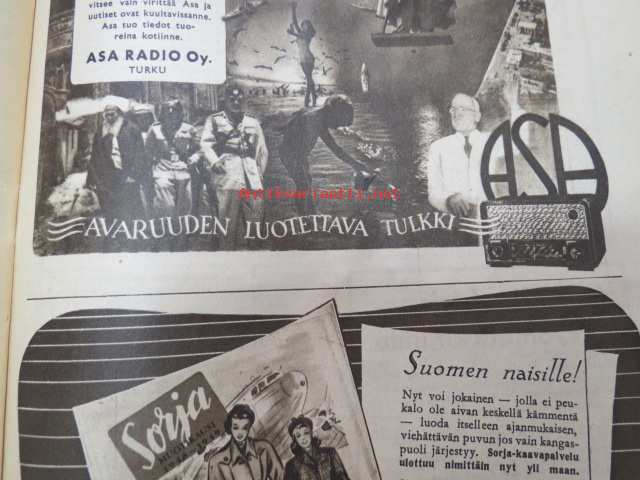 vitsee vain virittää Asa ja
uutiset ovat kuultavissanne.
Asa tuo tiedot tuo-
reina kotiinne.
ASA RADIO Oy.
TURKU
ASA
AVARUUDEN LUOTETTAVA TULKKI
Sorja
Suomen naisille!
Nyt voi jokainen — jolla ei peu-
kalo ole aivan keskellä kämmentä
— luoda itselleen ajanmukaisen,
viehättävän puvun jos vain kangas-
puoli järjestyy. Sorja-kaavapalvelu
ulottuu nimittäin nyt yli maan.